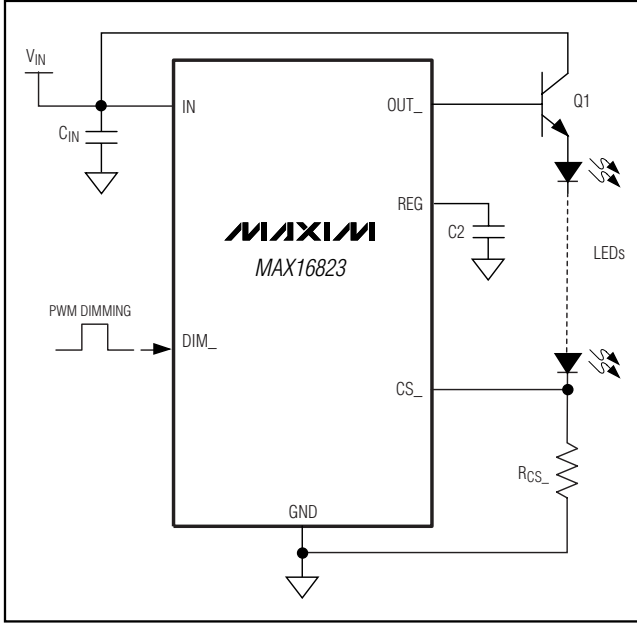 VIN
CIN
IN
OUT_
Q1
REG
C2
MAXIM
MAX16823
LEDs
PWM DIMMING
DIM_
CS_
RCS_
GND